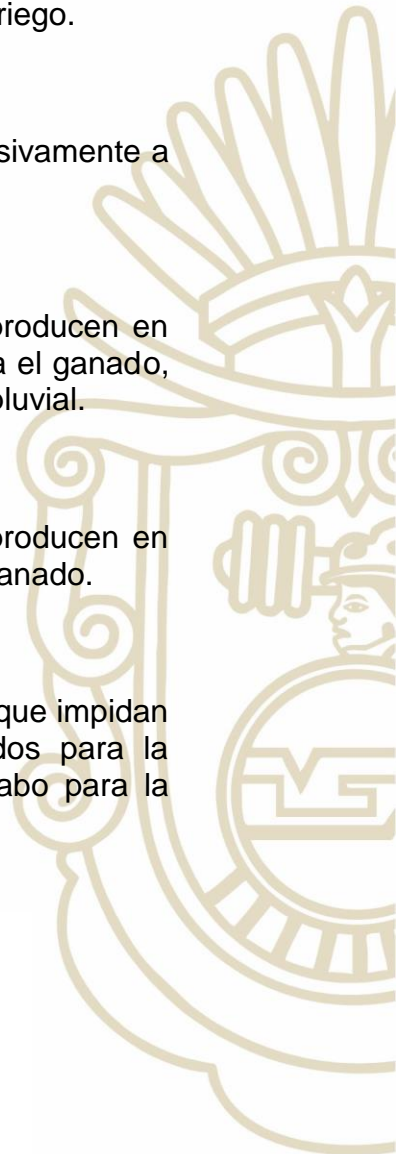 riego.
sivamente a
producen en
a el ganado,
pluvial.
producen en
anado.
que impidan
dos para la
abo para la